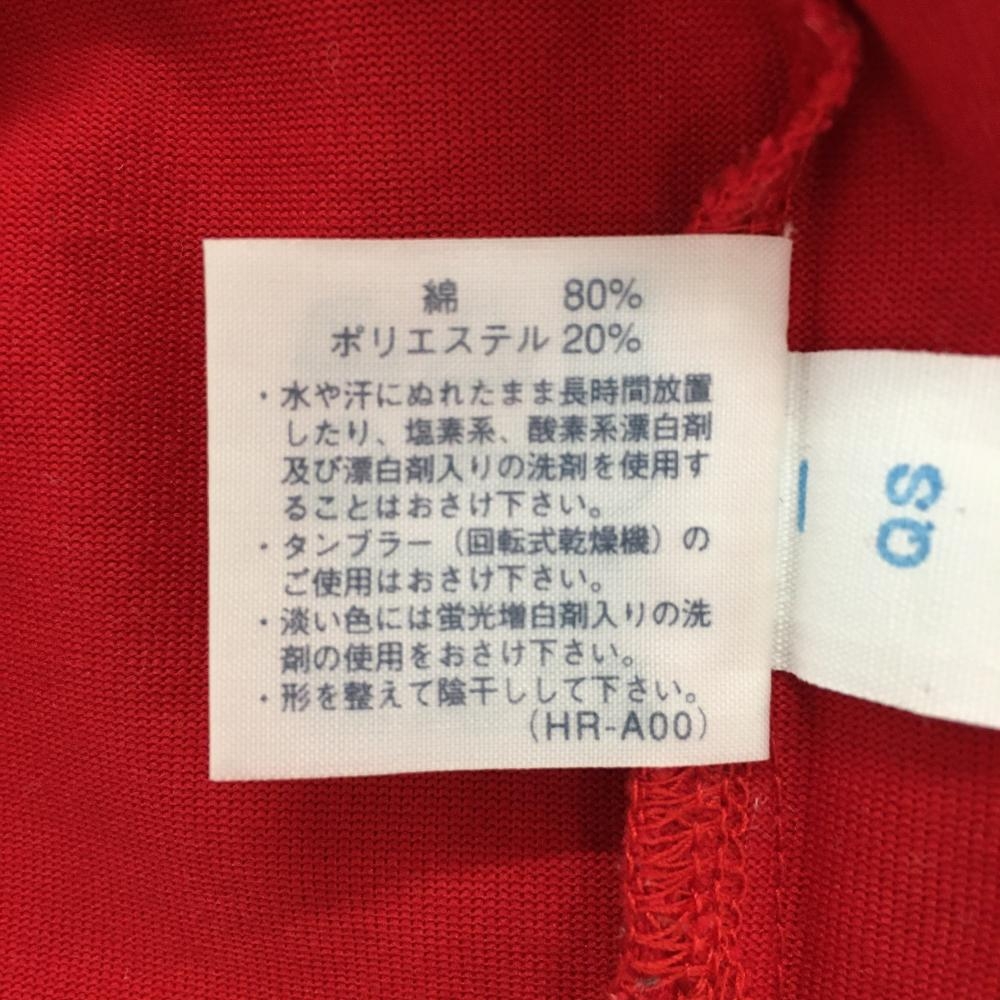 綿 80%
ポリエステル 20%
・水や汗にぬれたまま長時間放置
したり、塩素系、酸素系漂白剤
及び漂白剤入りの洗剤を使用す
ることはおさけ下さい。
・タンブラー（回転式乾燥機）の
ご使用はおさけ下さい。
・淡い色には蛍光増白剤入りの洗
剤の使用をおさけ下さい。
・形を整えて陰干しして下さい。
（HR-A00）
QS